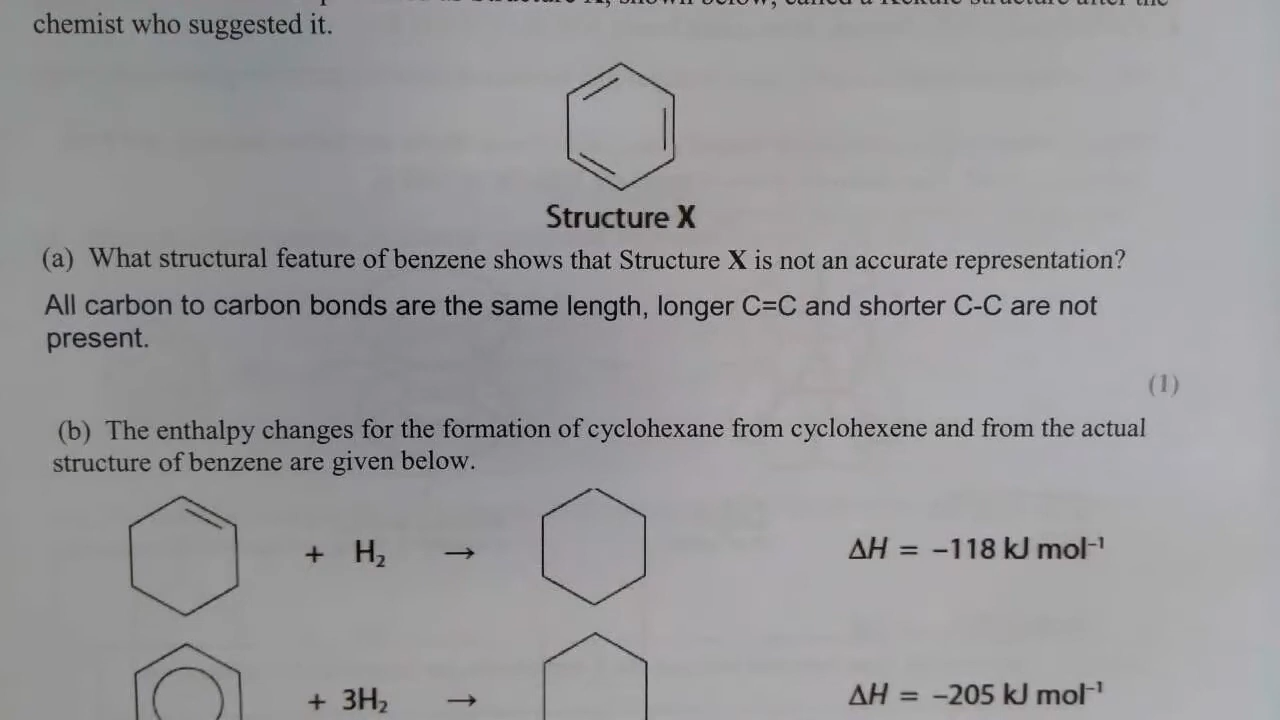 chemist who suggested it.
Structure X
(a) What structural feature of benzene shows that Structure X is not an accurate representation?
All carbon to carbon bonds are the same length, longer C=C and shorter C-C are not
present.
(1)
(b) The enthalpy changes for the formation of cyclohexane from cyclohexene and from the actual
structure of benzene are given below.
+ H₂ → ΔH = −118 kJ mol⁻¹
+ 3H₂ → ΔH = −205 kJ mol⁻¹